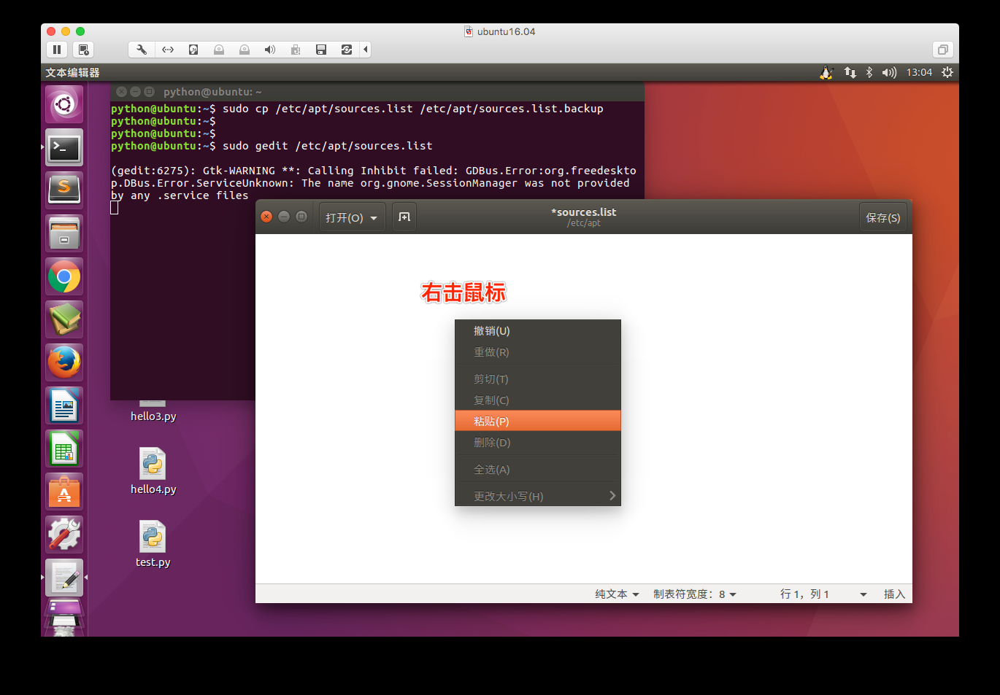 ubuntu16.04
文本编辑器
13:04
python@ubuntu: ~
python@ubuntu:~$ sudo cp /etc/apt/sources.list /etc/apt/sources.list.backup
python@ubuntu:~$
python@ubuntu:~$
python@ubuntu:~$ sudo gedit /etc/apt/sources.list
(gedit:6275): Gtk-WARNING **: Calling Inhibit failed: GDBus.Error:org.freedeskto
p.DBus.Error.ServiceUnknown: The name org.gnome.SessionManager was not provided
by any .service files
打开(O)
*sources.list
/etc/apt
保存(S)
右击鼠标
撤销(U)
重做(R)
剪切(T)
复制(C)
粘贴(P)
删除(D)
全选(A)
更改大小写(H)
hello3.py
hello4.py
test.py
纯文本
制表符宽度: 8
行 1，列 1
插入